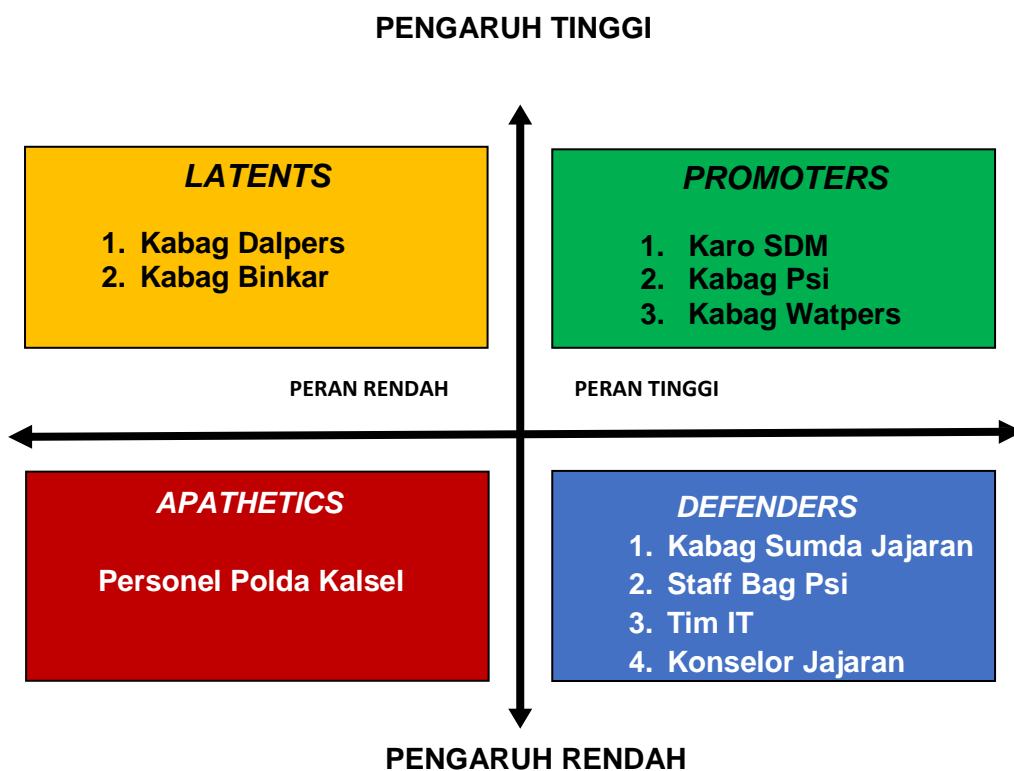 PENGARUH TINGGI
LATENTS
1. Kabag Dalpers
2. Kabag Binkar
PROMOTERS
1. Karo SDM
2. Kabag Psi
3. Kabag Watpers
PERAN RENDAH
PERAN TINGGI
APATHETICS
Personel Polda Kalsel
DEFENDERS
1. Kabag Sumda Jajaran
2. Staff Bag Psi
3. Tim IT
4. Konselor Jajaran
PENGARUH RENDAH